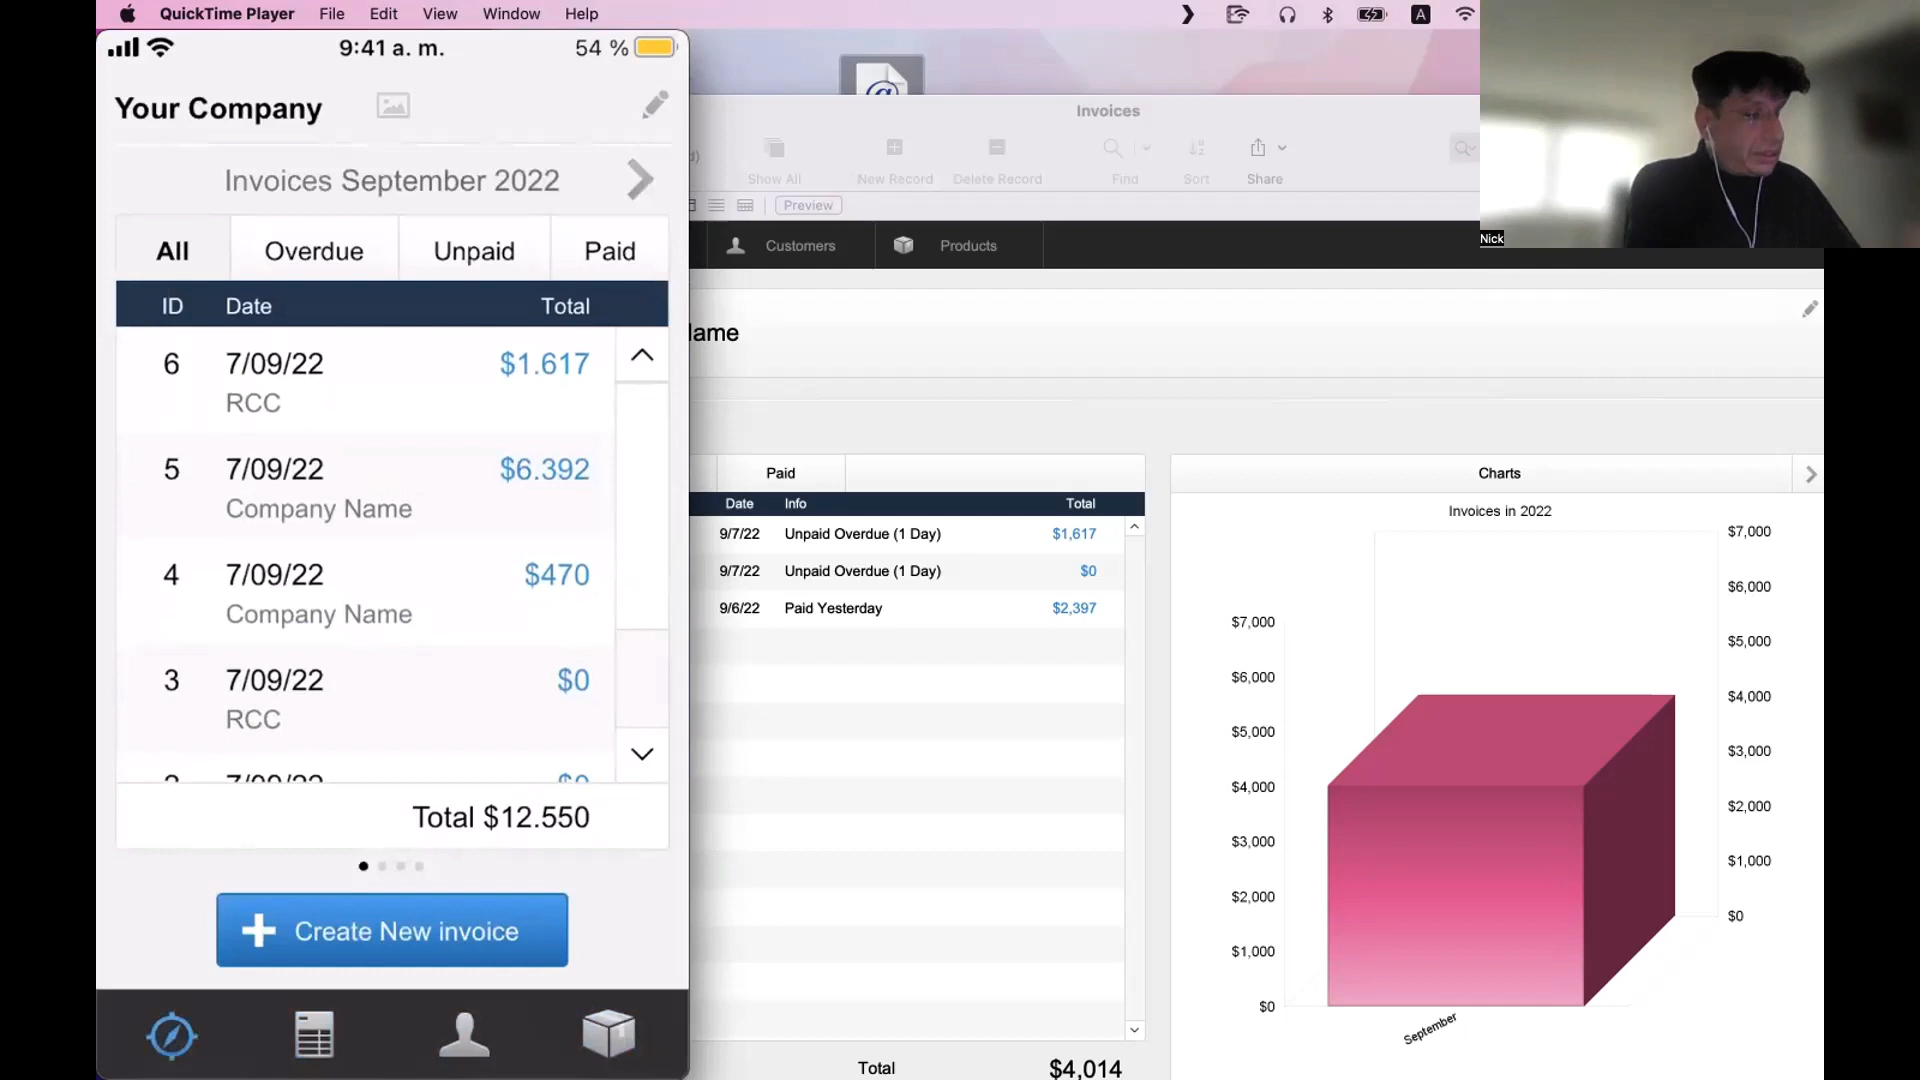 QuickTime Player File Edit View Window Help
A
9:41 a. m.
54 %
Your Company
Invoices September 2022
All Overdue Unpaid Paid
ID Date Total
6 7/09/22 $1.617
RCC
5 7/09/22 $6.392
Company Name
4 7/09/22 $470
Company Name
3 7/09/22 $0
RCC
2 7/09/22 $0
Total $12.550
Create New invoice
Invoices
Show All New Record Delete Record Find Sort Share
Preview
Customers Products
lame
Paid
Date Info Total
9/7/22 Unpaid Overdue (1 Day) $1,617
9/7/22 Unpaid Overdue (1 Day) $0
9/6/22 Paid Yesterday $2,397
Total $4,014
Charts
Invoices in 2022
$7,000
$6,000
$5,000
$4,000
$3,000
$2,000
$1,000
$0
$7,000
$6,000
$5,000
$4,000
$3,000
$2,000
$1,000
$0
September
Nick